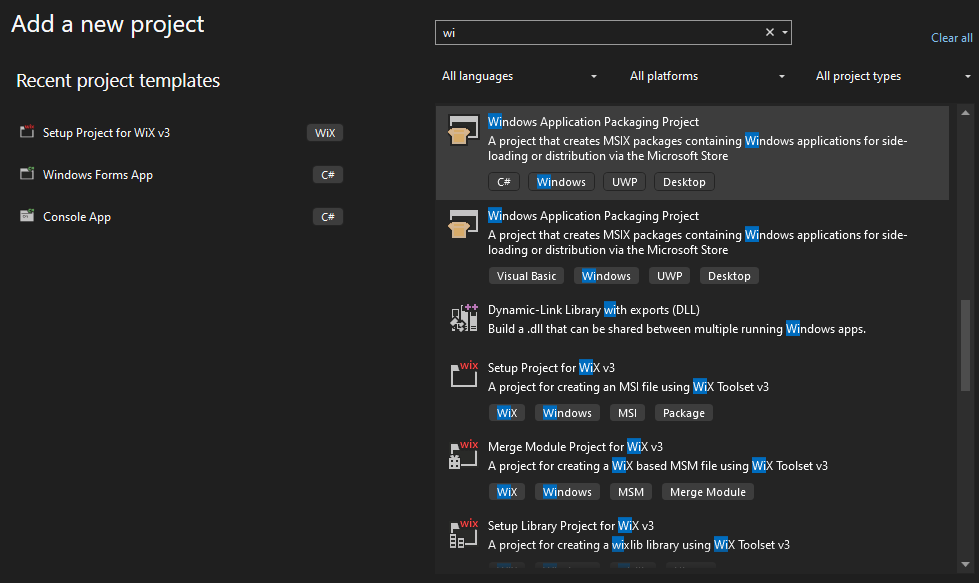 Add a new project
wi
Clear all
Recent project templates
All languages
All platforms
All project types
Setup Project for WiX v3
WiX
Windows Forms App
C#
Console App
C#
Windows Application Packaging Project
A project that creates MSIX packages containing Windows applications for side-
loading or distribution via the Microsoft Store
C#
Windows
UWP
Desktop
Windows Application Packaging Project
A project that creates MSIX packages containing Windows applications for side-
loading or distribution via the Microsoft Store
Visual Basic
Windows
UWP
Desktop
Dynamic-Link Library with exports (DLL)
Build a .dll that can be shared between multiple running Windows apps.
wix
Setup Project for WiX v3
A project for creating an MSI file using WiX Toolset v3
WiX
Windows
MSI
Package
wix
Merge Module Project for WiX v3
A project for creating a WiX based MSM file using WiX Toolset v3
WiX
Windows
MSM
Merge Module
wix
Setup Library Project for WiX v3
A project for creating a wixlib library using WiX Toolset v3